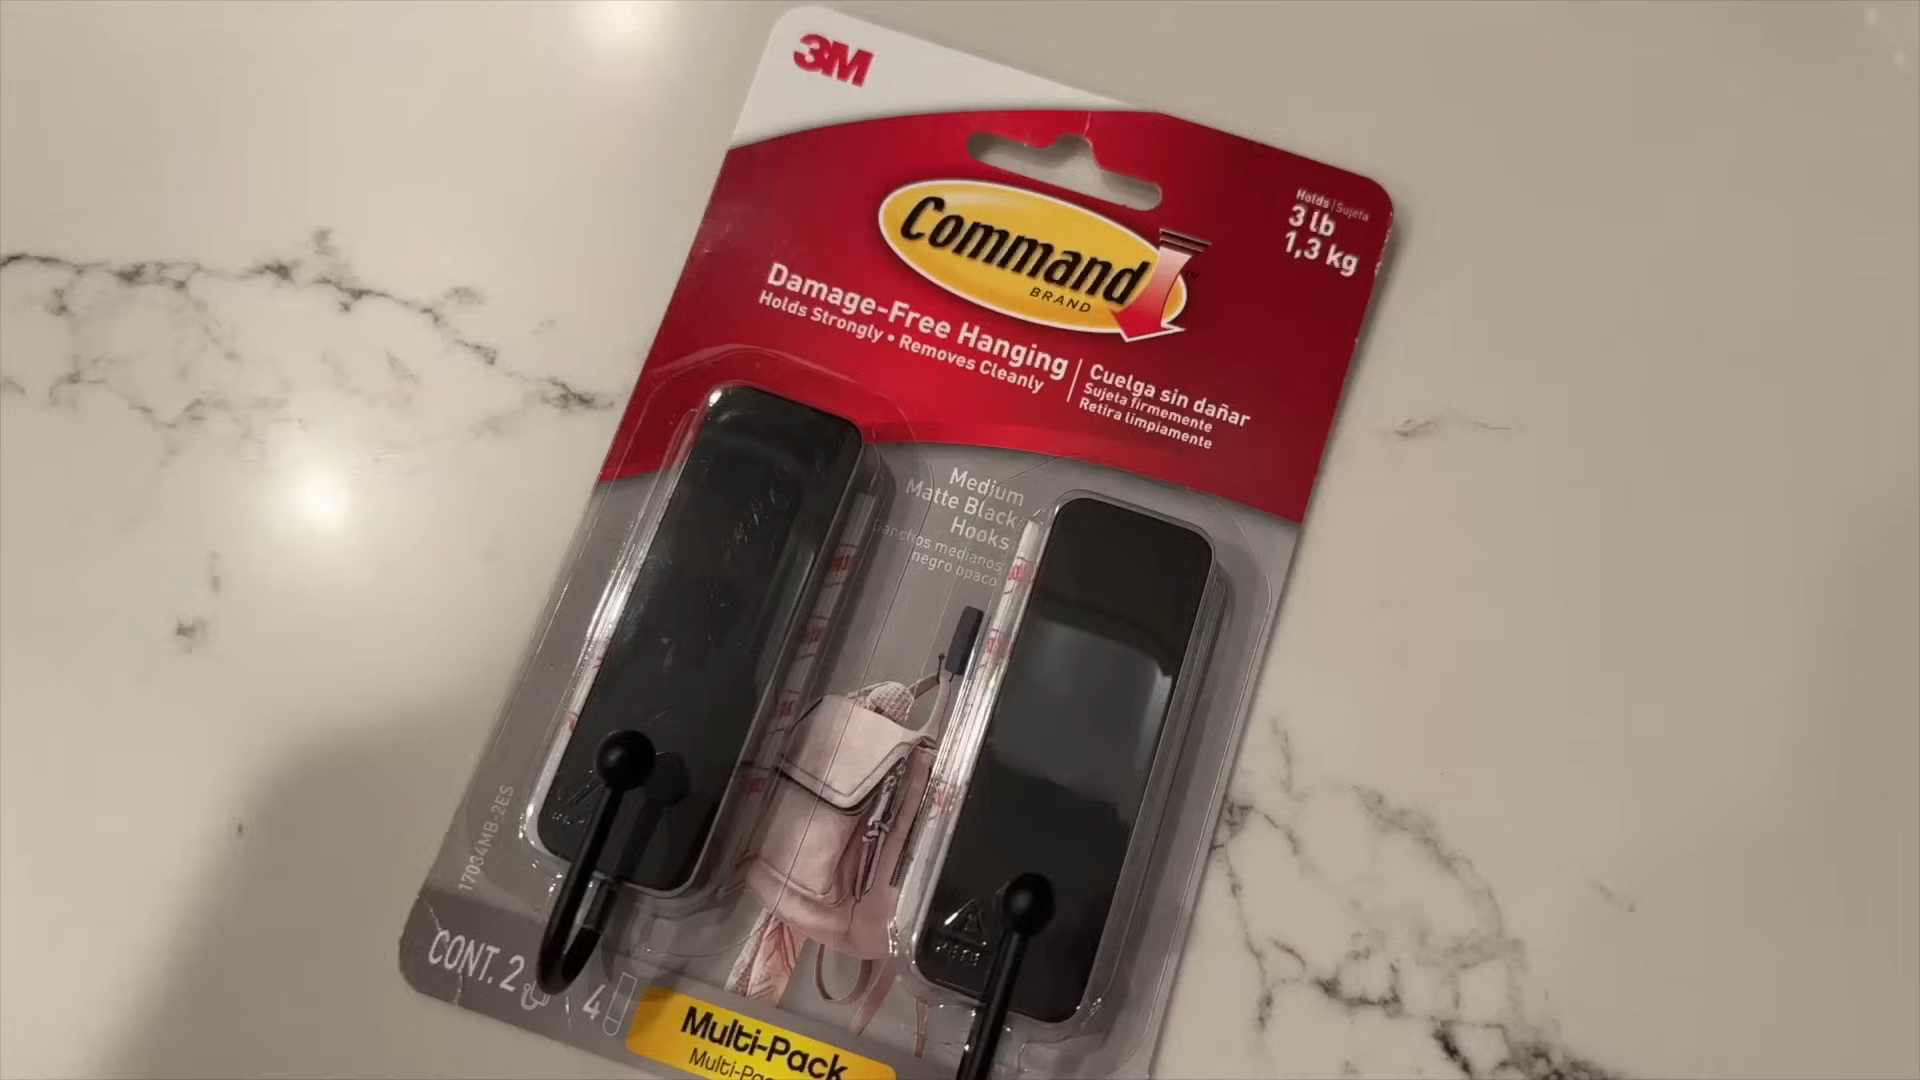 3M
Holds | Sujeta
3 lb
1,3 kg
Command
BRAND
Damage-Free Hanging
Holds Strongly • Removes Cleanly
Cuelga sin dañar
Sujeta firmemente
Retira limpiamente
Medium
Matte Black
Hooks
ganchos medianos
negro opaco
17034MB-2ES
CONT. 2
4
Multi-Pack